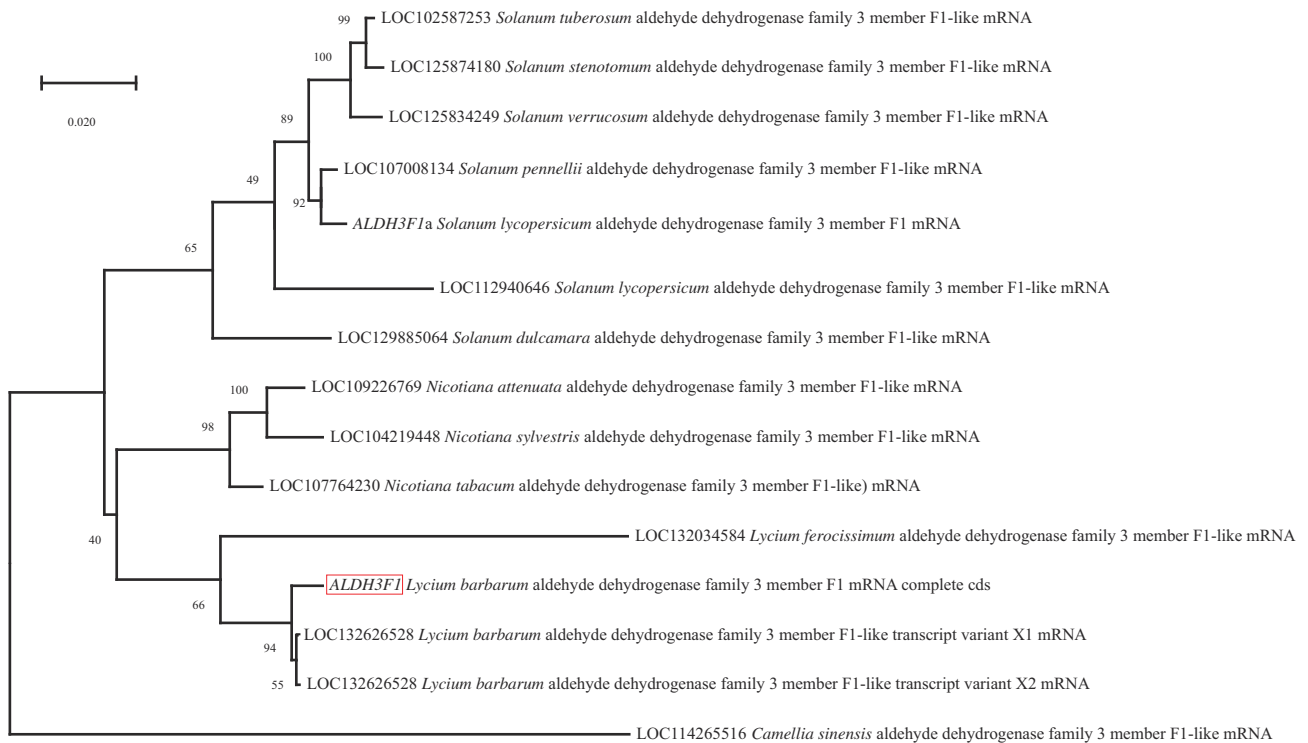 99
LOC102587253 Solanum tuberosum aldehyde dehydrogenase family 3 member F1-like mRNA
100
LOC125874180 Solanum stenotomum aldehyde dehydrogenase family 3 member F1-like mRNA
0.020
89
LOC125834249 Solanum verrucosum aldehyde dehydrogenase family 3 member F1-like mRNA
LOC107008134 Solanum pennellii aldehyde dehydrogenase family 3 member F1-like mRNA
49
92
ALDH3F1a Solanum lycopersicum aldehyde dehydrogenase family 3 member F1 mRNA
65
LOC112940646 Solanum lycopersicum aldehyde dehydrogenase family 3 member F1-like mRNA
LOC129885064 Solanum dulcamara aldehyde dehydrogenase family 3 member F1-like mRNA
100
LOC109226769 Nicotiana attenuata aldehyde dehydrogenase family 3 member F1-like mRNA
98
LOC104219448 Nicotiana sylvestris aldehyde dehydrogenase family 3 member F1-like mRNA
LOC107764230 Nicotiana tabacum aldehyde dehydrogenase family 3 member F1-like) mRNA
40
LOC132034584 Lycium ferocissimum aldehyde dehydrogenase family 3 member F1-like mRNA
ALDH3F1 Lycium barbarum aldehyde dehydrogenase family 3 member F1 mRNA complete cds
66
LOC132626528 Lycium barbarum aldehyde dehydrogenase family 3 member F1-like transcript variant X1 mRNA
94
55
LOC132626528 Lycium barbarum aldehyde dehydrogenase family 3 member F1-like transcript variant X2 mRNA
LOC114265516 Camellia sinensis aldehyde dehydrogenase family 3 member F1-like mRNA